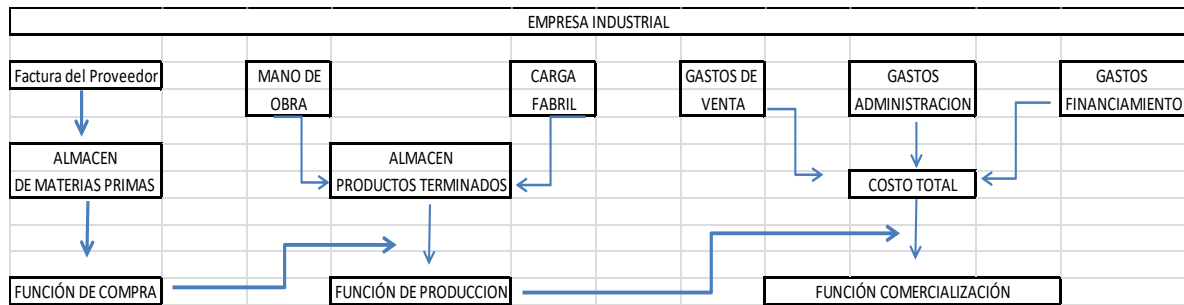 EMPRESA INDUSTRIAL
Factura del Proveedor
MANO DE
OBRA
CARGA
FABRIL
GASTOS DE
VENTA
GASTOS
ADMINISTRACION
GASTOS
FINANCIAMIENTO
ALMACEN
DE MATERIAS PRIMAS
ALMACEN
PRODUCTOS TERMINADOS
COSTO TOTAL
FUNCIÓN DE COMPRA
FUNCIÓN DE PRODUCCION
FUNCIÓN COMERCIALIZACIÓN